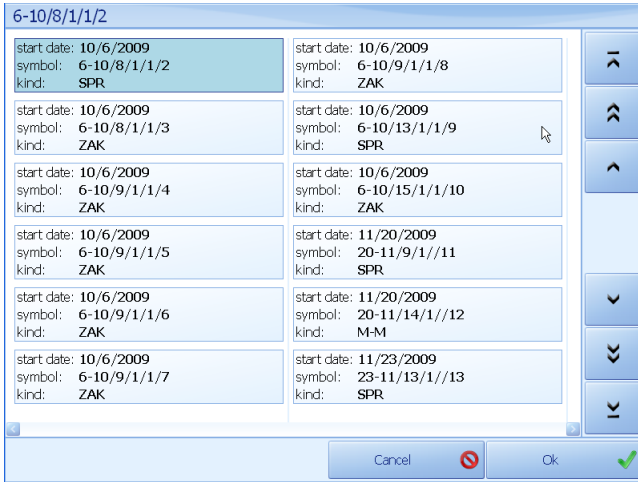 6-10/8/1/1/2
start date: 10/6/2009
symbol: 6-10/8/1/1/2
kind: SPR
start date: 10/6/2009
symbol: 6-10/8/1/1/3
kind: ZAK
start date: 10/6/2009
symbol: 6-10/9/1/1/4
kind: ZAK
start date: 10/6/2009
symbol: 6-10/9/1/1/5
kind: ZAK
start date: 10/6/2009
symbol: 6-10/9/1/1/6
kind: ZAK
start date: 10/6/2009
symbol: 6-10/9/1/1/7
kind: ZAK
start date: 10/6/2009
symbol: 6-10/9/1/1/8
kind: ZAK
start date: 10/6/2009
symbol: 6-10/13/1/1/9
kind: SPR
start date: 10/6/2009
symbol: 6-10/15/1/1/10
kind: ZAK
start date: 11/20/2009
symbol: 20-11/9/1//11
kind: SPR
start date: 11/20/2009
symbol: 20-11/14/1//12
kind: M-M
start date: 11/23/2009
symbol: 23-11/13/1//13
kind: SPR
Cancel
Ok